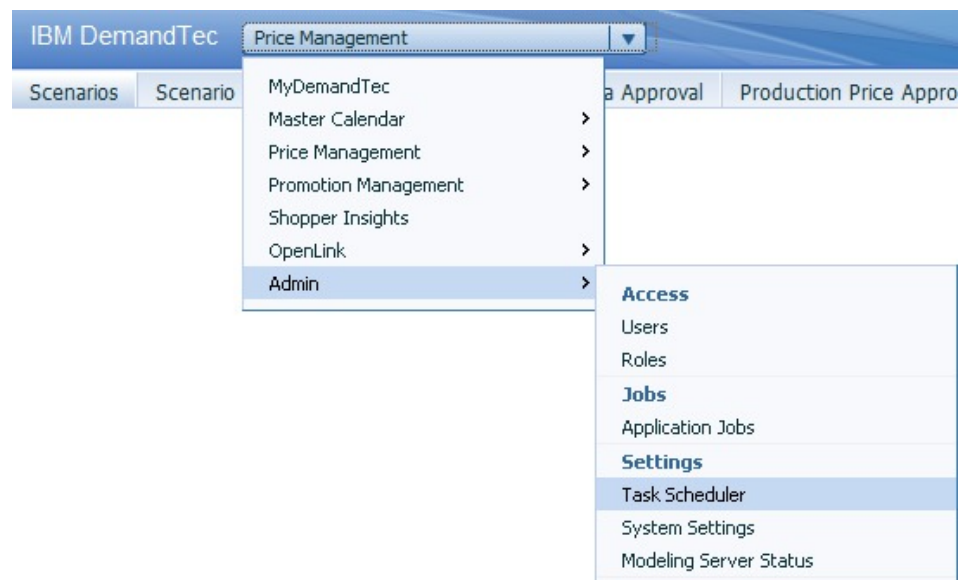 IBM DemandTec
Price Management
Scenarios Scenario a Approval Production Price Appro
MyDemandTec
Master Calendar
Price Management
Promotion Management
Shopper Insights
OpenLink
Admin
Access
Users
Roles
Jobs
Application Jobs
Settings
Task Scheduler
System Settings
Modeling Server Status